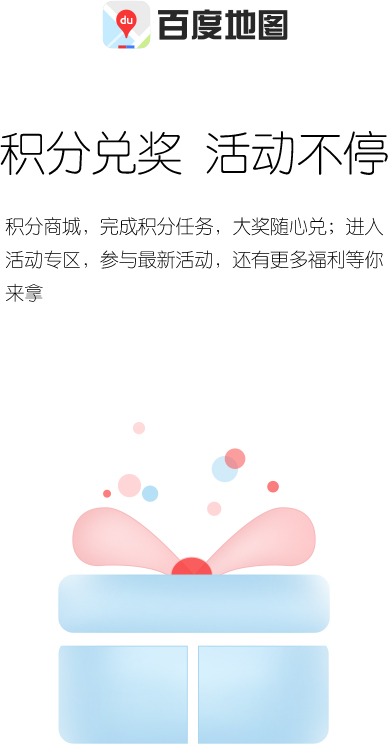 du 百度地图
积分兑奖 活动不停
积分商城，完成积分任务，大奖随心兑；进入
活动专区，参与最新活动，还有更多福利等你
来拿